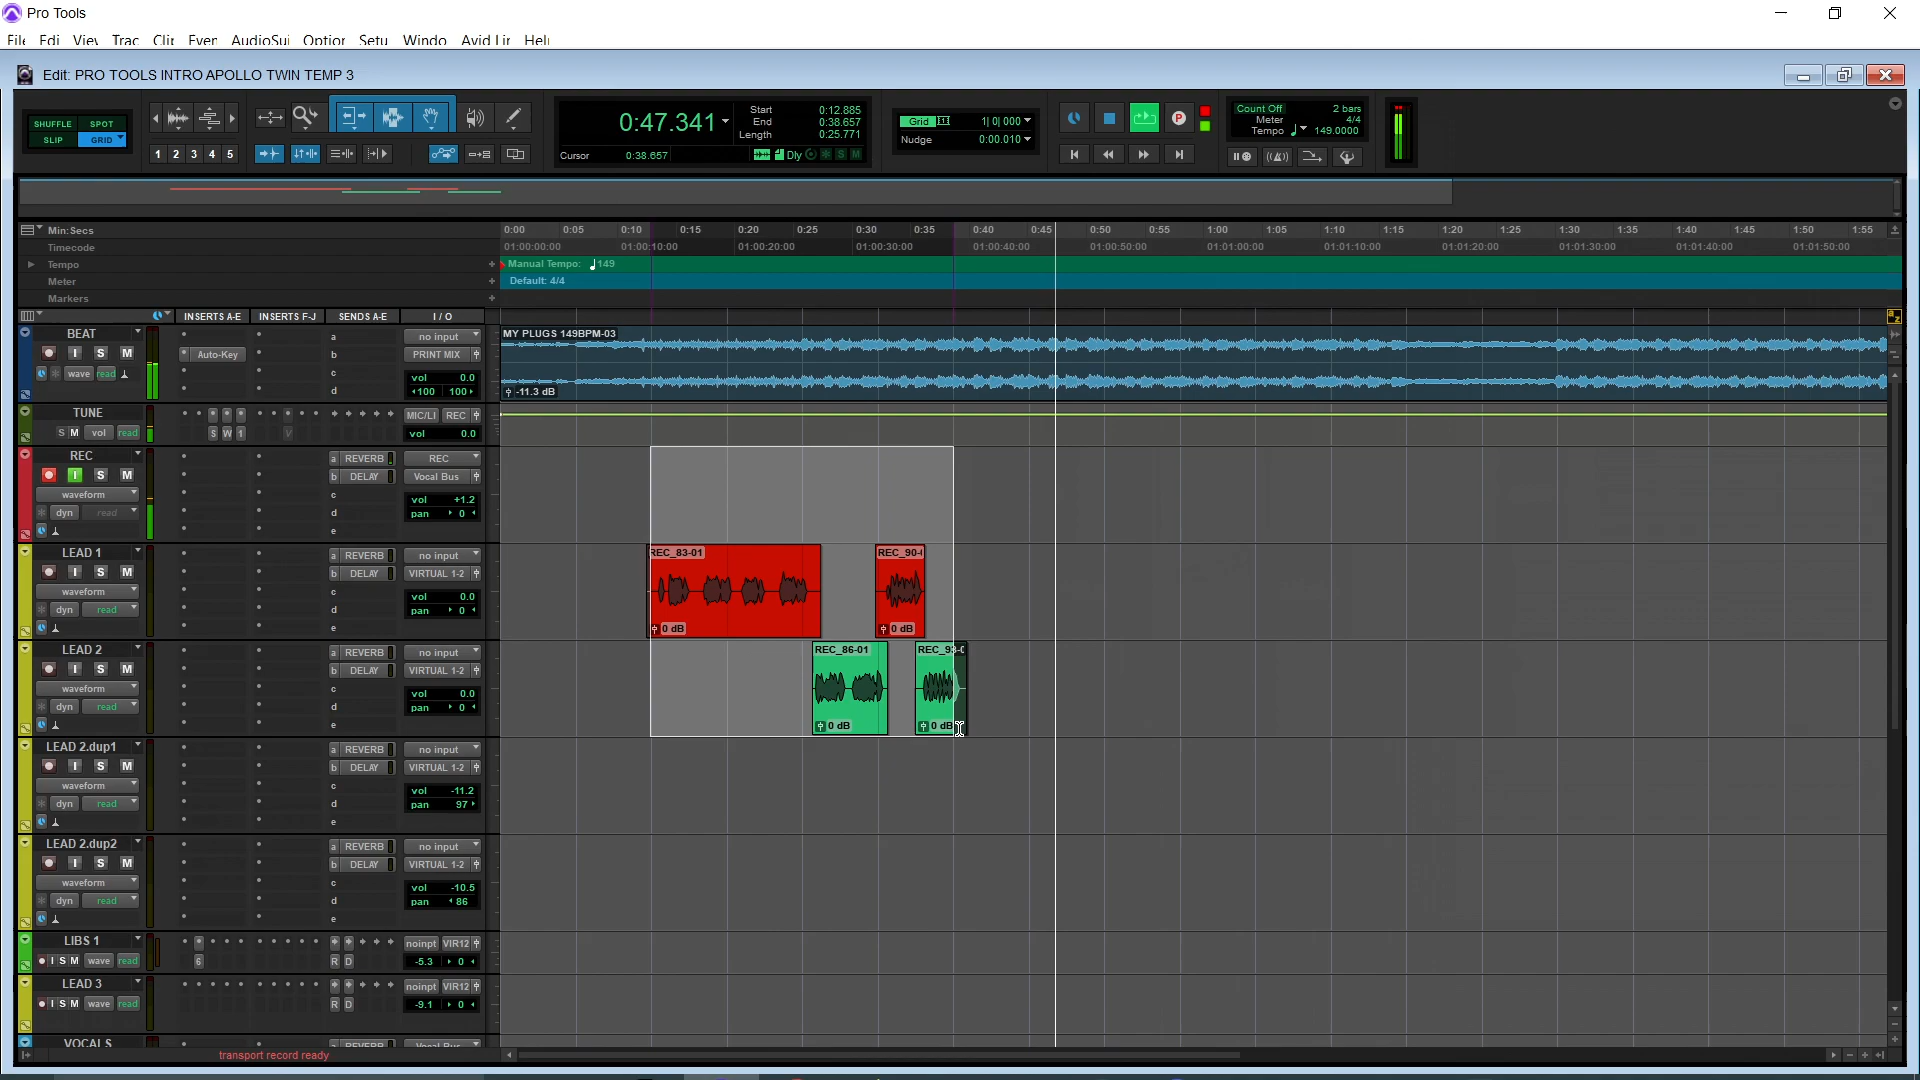 Pro Tools
File Edi View Trac Clip Even AudioSui Option Setu Windo Avid Lin Help
Edit: PRO TOOLS INTRO APOLLO TWIN TEMP 3
SHUFFLE SPOT
SLIP GRID
1 2 3 4 5
0:47.341
Start 0:12.885
End 0:38.657
Length 0:25.771
Cursor 0:38.657 Dly S M
Grid 1| 0| 000
Nudge 0:00.010
P
Count Off 2 bars
Meter 4/4
Tempo 149.0000
Min:Secs 0:00 0:05 0:10 0:15 0:20 0:25 0:30 0:35 0:40 0:45 0:50 0:55 1:00 1:05 1:10 1:15 1:20 1:25 1:30 1:35 1:40 1:45 1:50 1:55
Timecode 01:00:00:00 01:00:10:00 01:00:20:00 01:00:30:00 01:00:40:00 01:00:50:00 01:01:00:00 01:01:10:00 01:01:20:00 01:01:30:00 01:01:40:00 01:01:50:00
Tempo + Manual Tempo: 149
Meter + Default: 4/4
Markers +
INSERTS A-E INSERTS F-J SENDS A-E I / O
a z
BEAT a no input MY PLUGS 149BPM-03
I S M Auto-Key b PRINT MIX
wave read c vol 0.0
d 100 100 -11.3 dB
TUNE MIC/LI REC
S M vol read S W 1 V vol 0.0
REC a REVERB REC
I S M b DELAY Vocal Bus
waveform c vol +1.2
dyn read d pan 0
e
LEAD 1 a REVERB no input REC_83-01 REC_90-
I S M b DELAY VIRTUAL 1-2
waveform c vol 0.0
dyn read d pan 0
e 0 dB 0 dB
LEAD 2 a REVERB no input REC_86-01 REC_93-0
I S M b DELAY VIRTUAL 1-2
waveform c vol 0.0
dyn read d pan 0
e 0 dB 0 dB
LEAD 2.dup1 a REVERB no input
I S M b DELAY VIRTUAL 1-2
waveform c vol -11.2
dyn read d pan 97
e
LEAD 2.dup2 a REVERB no input
I S M b DELAY VIRTUAL 1-2
waveform c vol -10.5
dyn read d pan 86
e
LIBS 1 noinpt VIR12
I S M wave read 6 R D -5.3 0
LEAD 3 noinpt VIR12
I S M wave read R D -9.1 0
VOCALS REVERB Vocal Bus
transport record ready